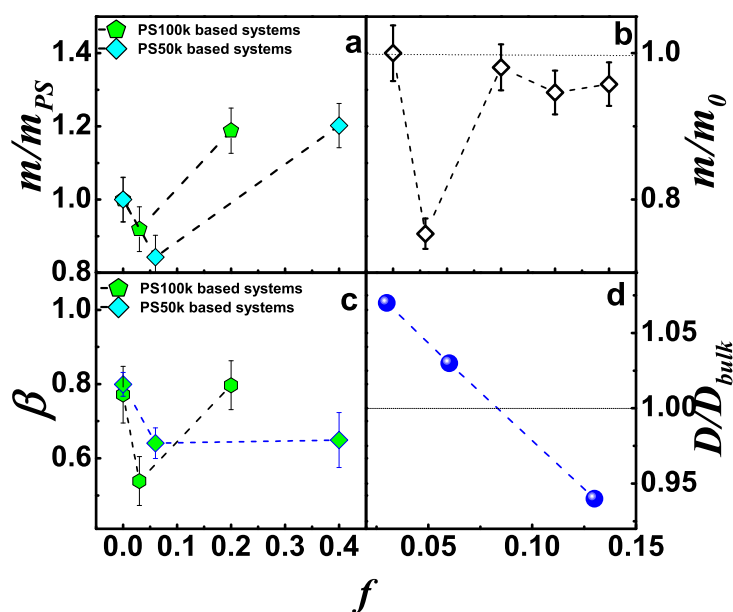 PS100k based systems
PS50k based systems
a
b
1.4
1.2
1.0
0.8
m/m_PS
1.0
0.8
m/m_0
PS100k based systems
PS50k based systems
c
d
1.0
0.8
0.6
β
1.05
1.00
0.95
D/D_bulk
0.0 0.1 0.2 0.3 0.4
0.05 0.10 0.15
f